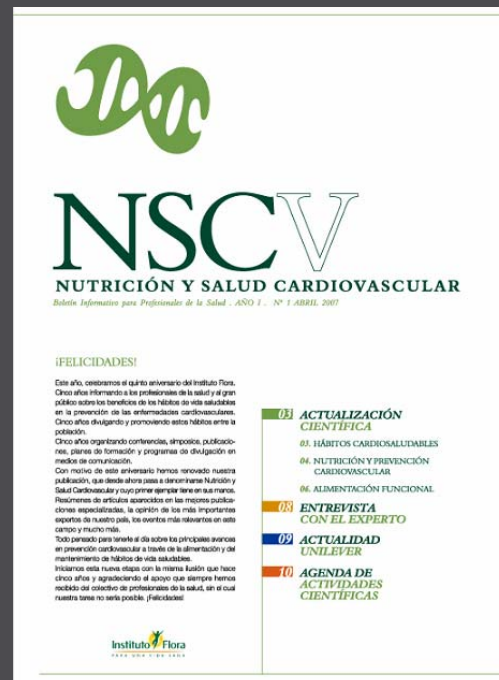 NSCV
NUTRICIÓN Y SALUD CARDIOVASCULAR
Boletín Informativo para Profesionales de la Salud . AÑO 1 . Nº 1 ABRIL 2007
¡FELICIDADES!
Este año, celebramos el quinto aniversario del Instituto Flora.
Cinco años informando a los profesionales de la salud y al gran
público sobre los beneficios de los hábitos de vida saludables
en la prevención de las enfermedades cardiovasculares.
Cinco años divulgando y promoviendo estos hábitos entre la
población.
Cinco años organizando conferencias, simposios, publicacio-
nes, planes de formación y programas de divulgación en
medios de comunicación.
Con motivo de este aniversario hemos renovado nuestra
publicación, que desde ahora pasa a denominarse Nutrición y
Salud Cardiovascular y cuyo primer ejemplar tiene en sus manos.
Resúmenes de artículos aparecidos en las mejores publica-
ciones especializadas, la opinión de los más importantes
expertos de nuestro país, los eventos más relevantes en este
campo y mucho más.
Todo pensado para tenerle al día sobre los principales avances
en prevención cardiovascular a través de la alimentación y del
mantenimiento de hábitos de vida saludables.
Iniciamos esta nueva etapa con la misma ilusión que hace
cinco años y agradeciendo el apoyo que siempre hemos
recibido del colectivo de profesionales de la salud, sin el cual
nuestra tarea no sería posible. ¡Felicidades!
Instituto Flora
PARA UNA VIDA SANA
03 ACTUALIZACIÓN
CIENTÍFICA
03. HÁBITOS CARDIOSALUDABLES
04. NUTRICIÓN Y PREVENCIÓN
CARDIOVASCULAR
06. ALIMENTACIÓN FUNCIONAL
08 ENTREVISTA
CON EL EXPERTO
09 ACTUALIDAD
UNILEVER
10 AGENDA DE
ACTIVIDADES
CIENTÍFICAS